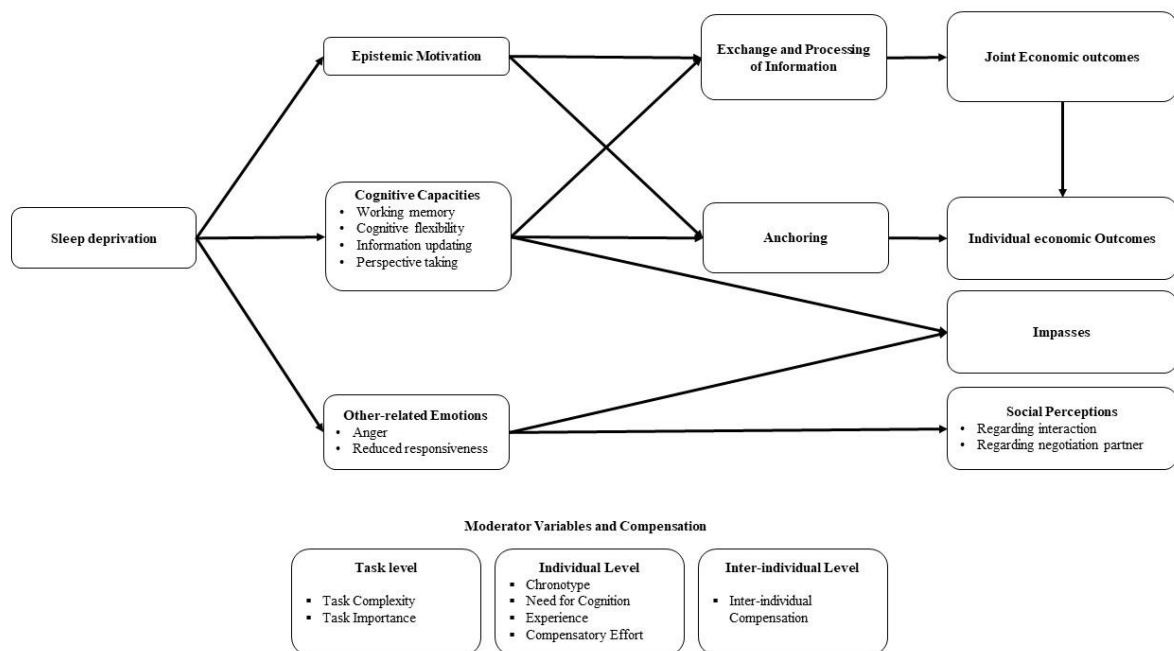 Epistemic Motivation
Exchange and Processing
of Information
Joint Economic outcomes
Sleep deprivation
Cognitive Capacities
• Working memory
• Cognitive flexibility
• Information updating
• Perspective taking
Anchoring
Individual economic Outcomes
Impasses
Other-related Emotions
• Anger
• Reduced responsiveness
Social Perceptions
• Regarding interaction
• Regarding negotiation partner
Moderator Variables and Compensation
Task level
▪ Task Complexity
▪ Task Importance
Individual Level
▪ Chronotype
▪ Need for Cognition
▪ Experience
▪ Compensatory Effort
Inter-individual Level
▪ Inter-individual
Compensation